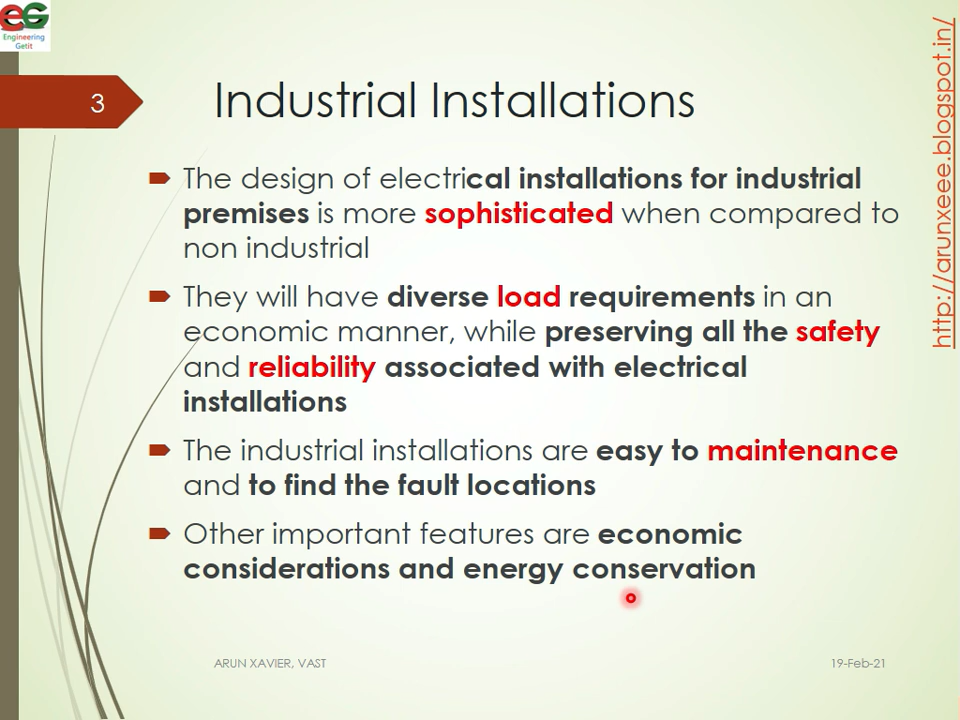 EG
Engineering
Getit
3
Industrial Installations
The design of electrical installations for industrial
premises is more sophisticated when compared to
non industrial
They will have diverse load requirements in an
economic manner, while preserving all the safety
and reliability associated with electrical
installations
The industrial installations are easy to maintenance
and to find the fault locations
Other important features are economic
considerations and energy conservation
ARUN XAVIER, VAST
19-Feb-21
http://arunxeee.blogspot.in/